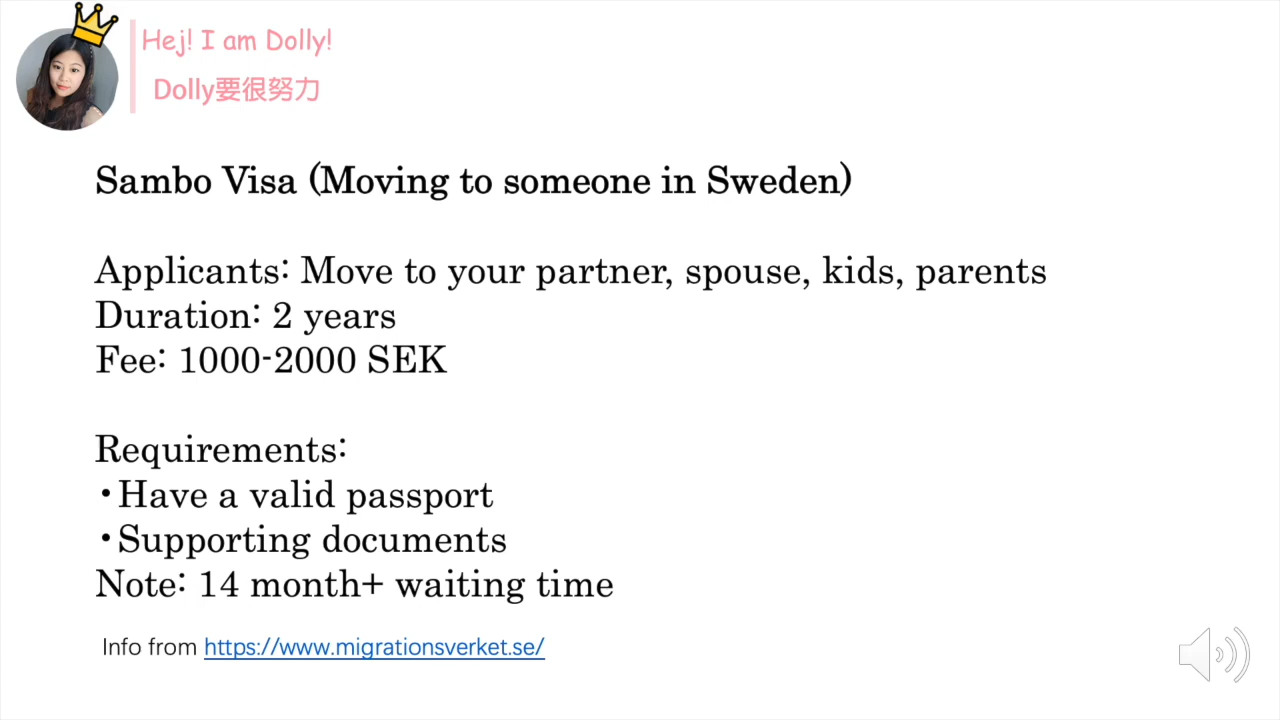 Hej! I am Dolly!
Dolly要很努力
Sambo Visa (Moving to someone in Sweden)
Applicants: Move to your partner, spouse, kids, parents
Duration: 2 years
Fee: 1000-2000 SEK
Requirements:
•Have a valid passport
•Supporting documents
Note: 14 month+ waiting time
Info from https://www.migrationsverket.se/